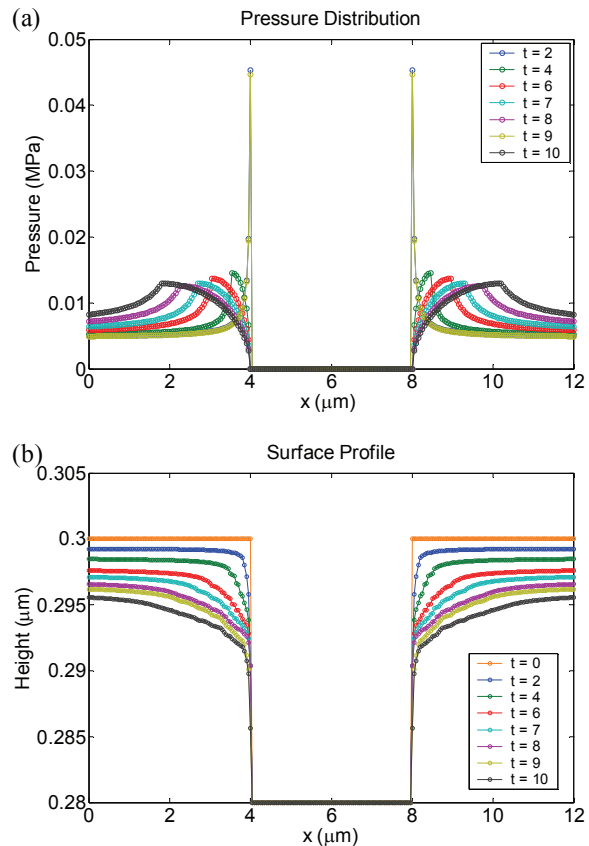 (a)
Pressure Distribution
0.05
0.04
0.03
0.02
0.01
0
Pressure (MPa)
t = 2
t = 4
t = 6
t = 7
t = 8
t = 9
t = 10
0 2 4 6 8 10 12
x (μm)
(b)
Surface Profile
0.305
0.3
0.295
0.29
0.285
0.28
Height (μm)
t = 0
t = 2
t = 4
t = 6
t = 7
t = 8
t = 9
t = 10
0 2 4 6 8 10 12
x (μm)